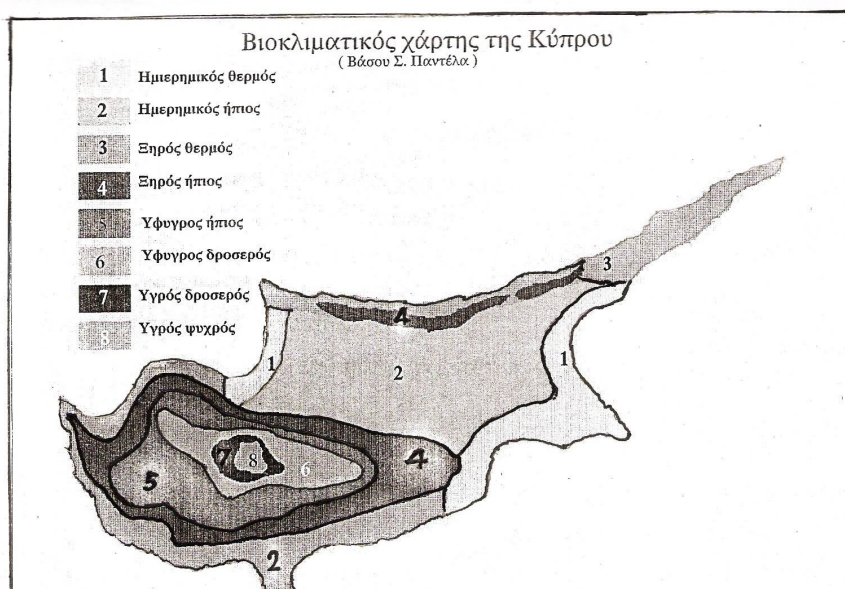 Βιοκλιματικός χάρτης της Κύπρου
( Βάσου Σ. Παντέλα )
1 Ημιερημικός θερμός
2 Ημερημικός ήπιος
3 Ξηρός θερμός
4 Ξηρός ήπιος
5 Υφυγρος ήπιος
6 Υφυγρος δροσερός
7 Υγρός δροσερός
8 Υγρός ψυχρός
3
4
1
1
2
7
8
6
4
5
2